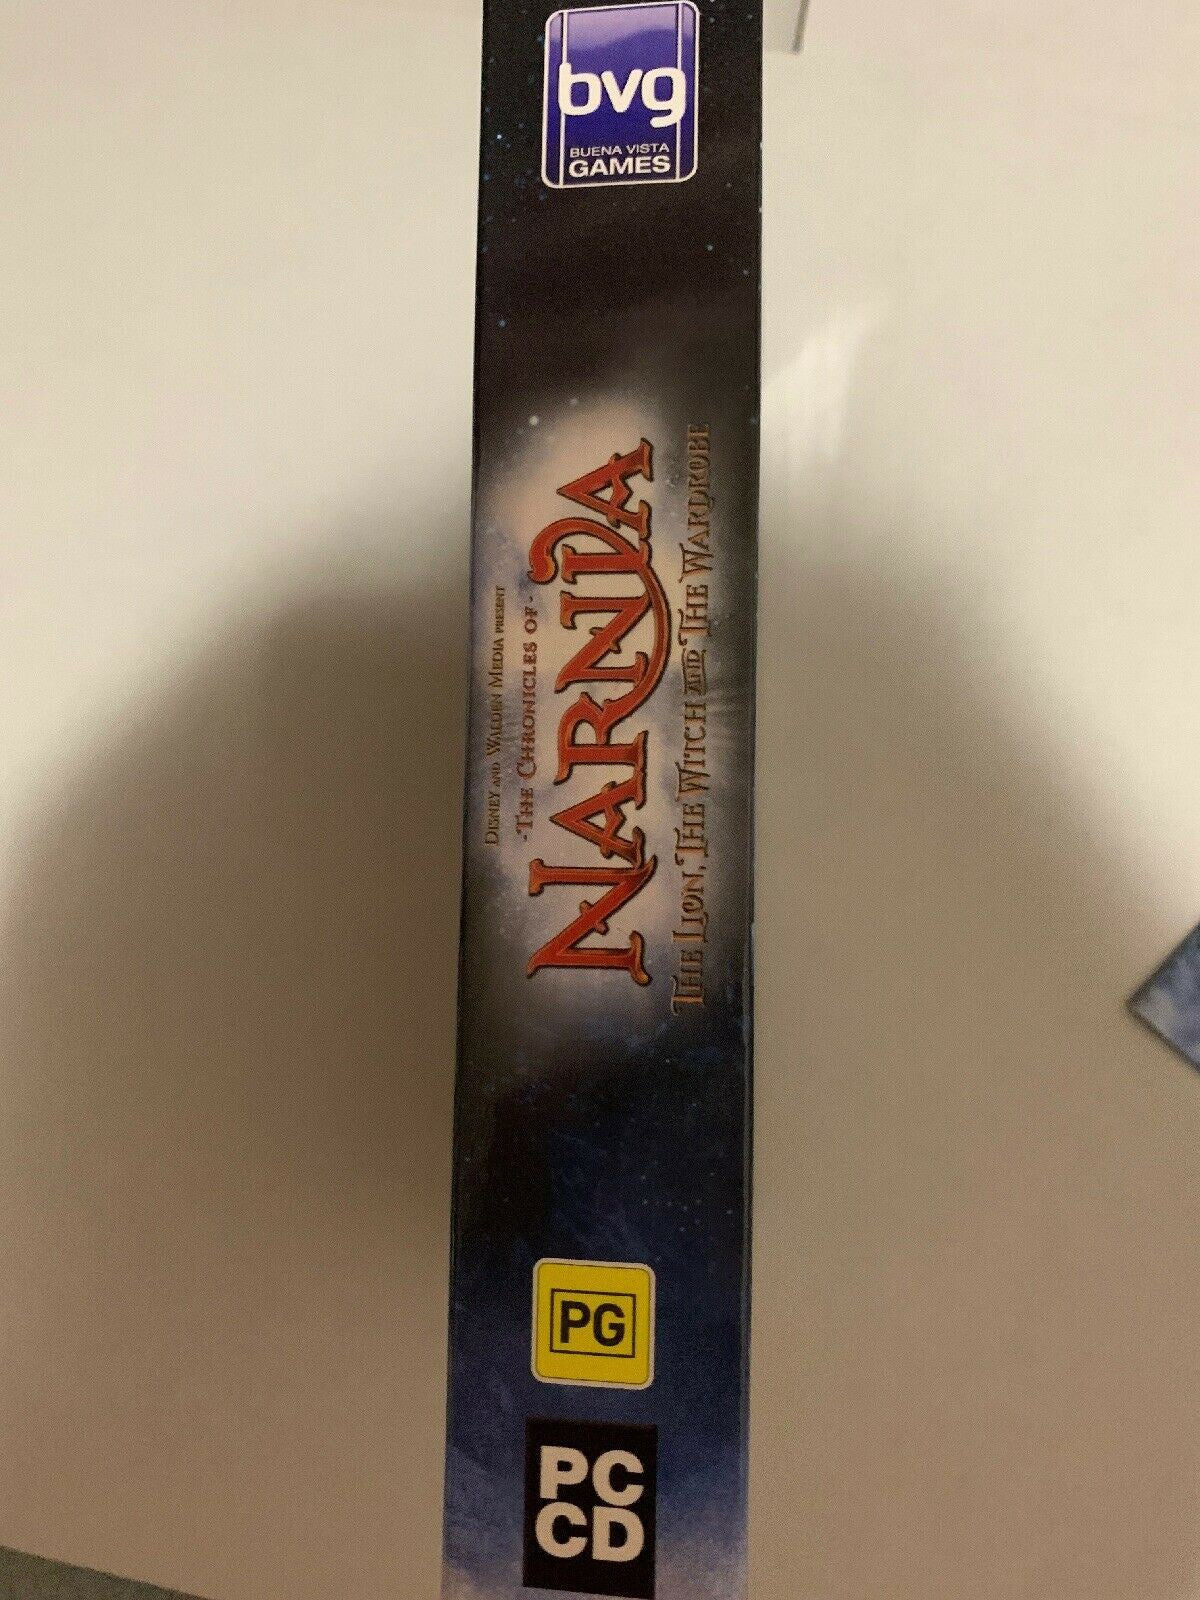 bvg
BUENA VISTA
GAMES
DISNEY AND WALDEN MEDIA PRESENT
-THE CHRONICLES OF-
NARNIA
THE LION, THE WITCH AND THE WARDROBE
PG
PC
CD